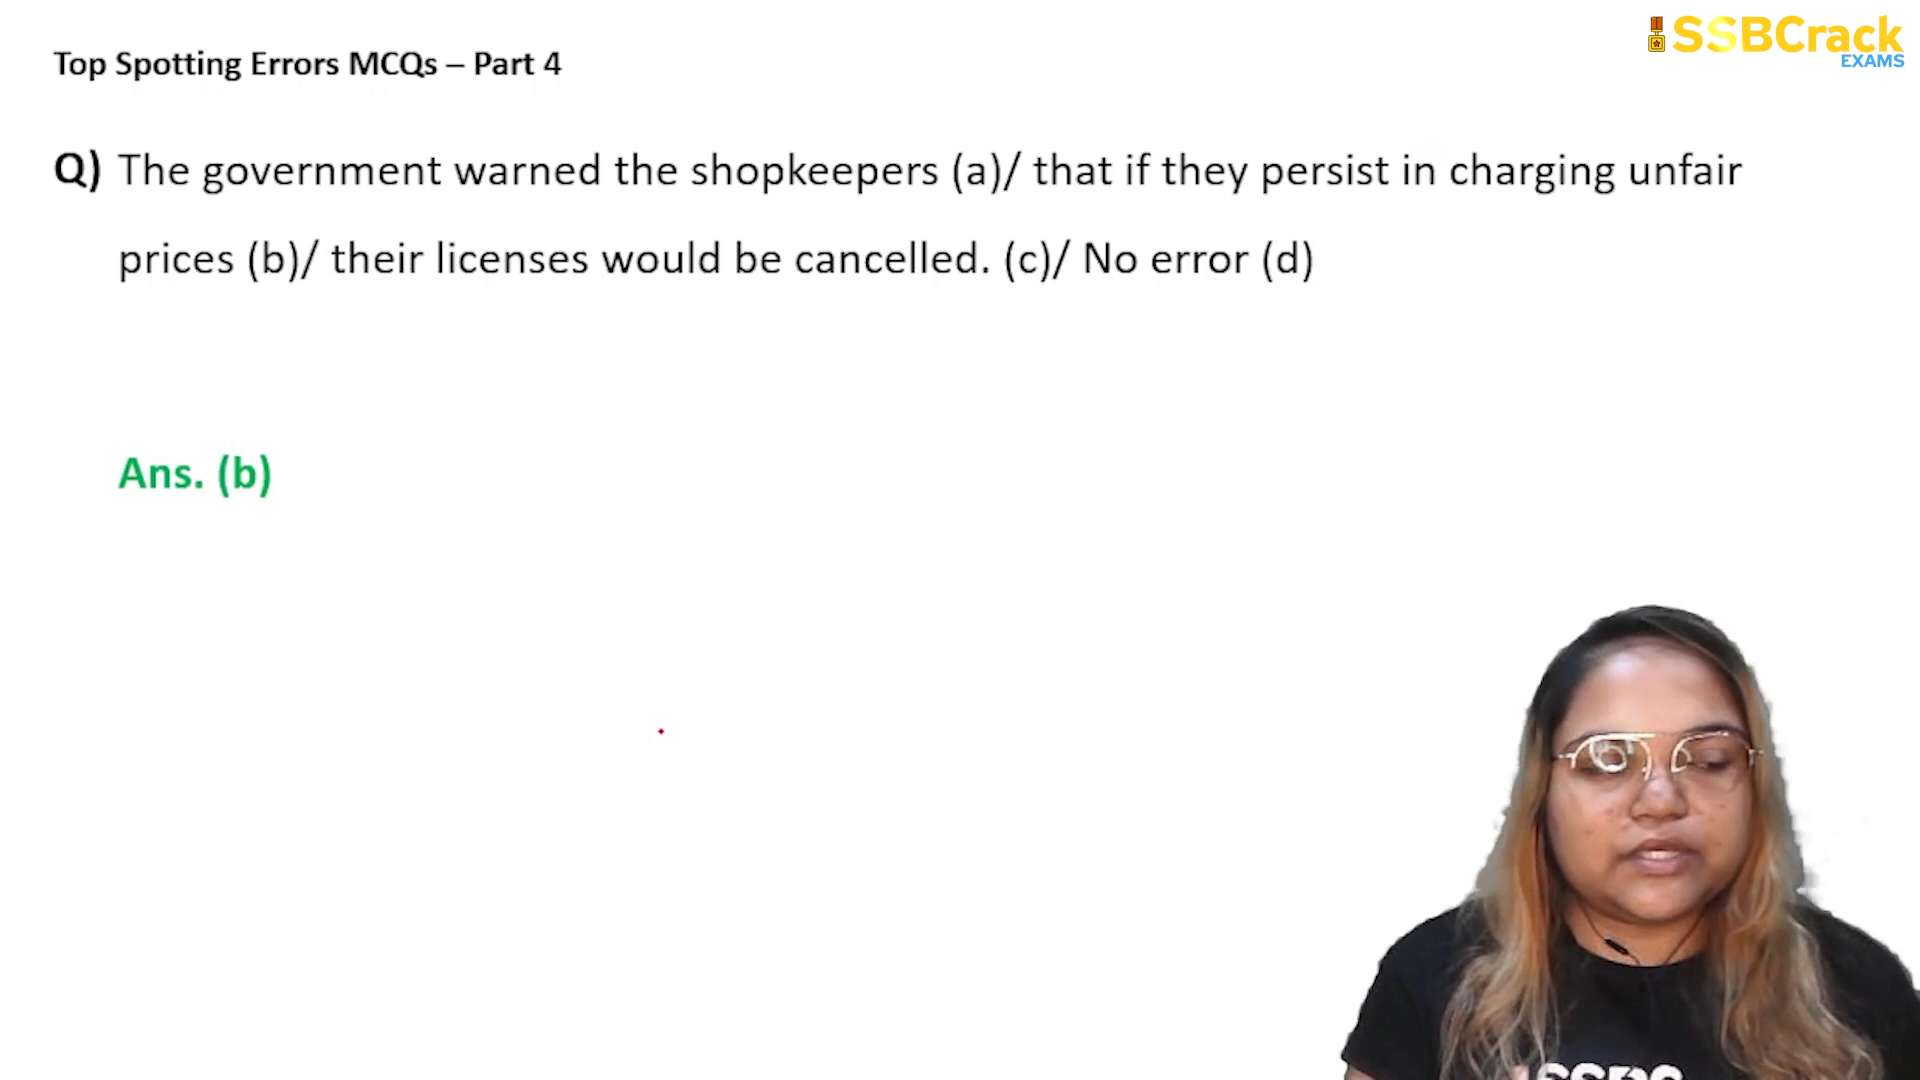 SSBCrack
EXAMS
Top Spotting Errors MCQs – Part 4
Q) The government warned the shopkeepers (a)/ that if they persist in charging unfair
prices (b)/ their licenses would be cancelled. (c)/ No error (d)
Ans. (b)